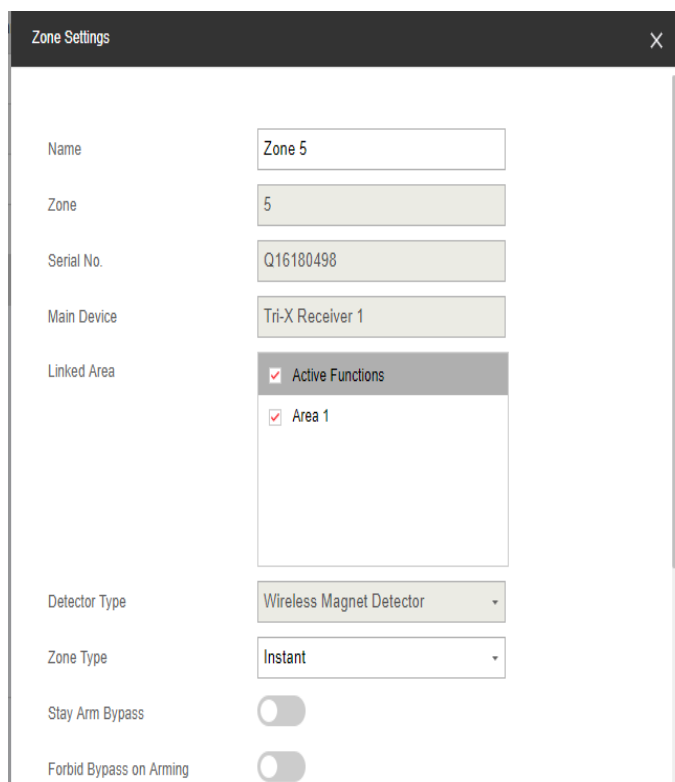 Zone Settings
Name
Zone 5
Zone
5
Serial No.
Q16180498
Main Device
Tri-X Receiver 1
Linked Area
Active Functions
Area 1
Detector Type
Wireless Magnet Detector
Zone Type
Instant
Stay Arm Bypass
Forbid Bypass on Arming